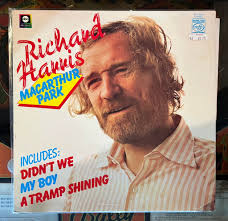 Richard
Harris
MACARTHUR
PARK
INCLUDES:
DIDN'T WE
MY BOY
A TRAMP SHINING